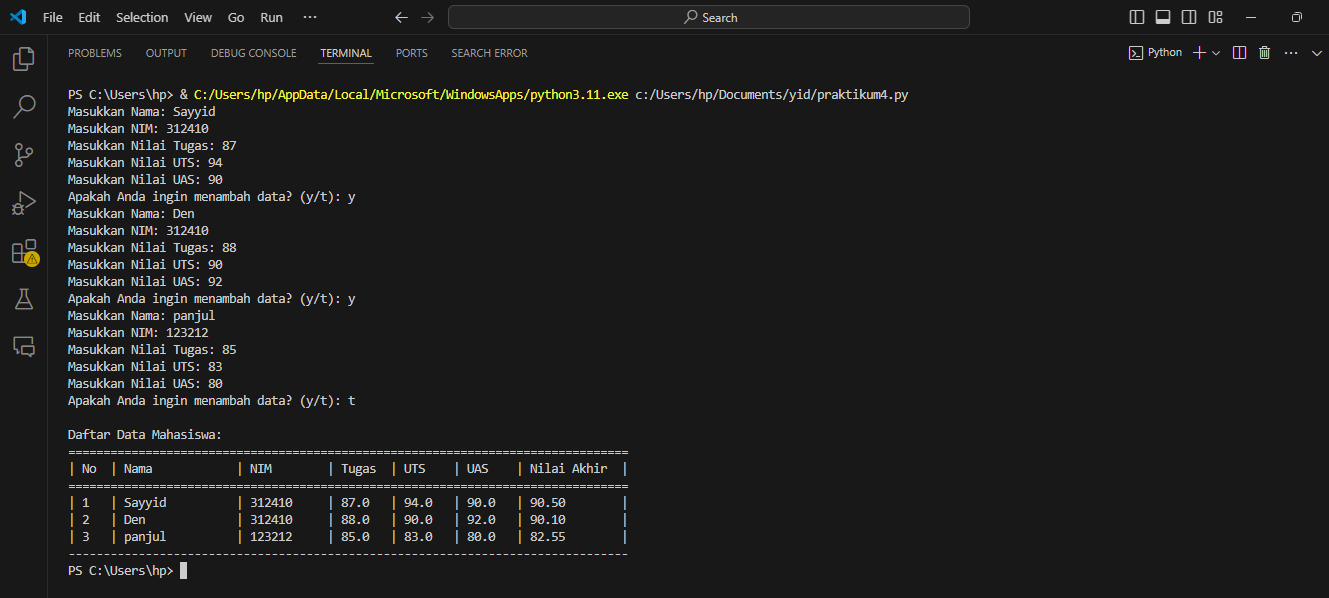 File Edit Selection View Go Run ··· Search
PROBLEMS OUTPUT DEBUG CONSOLE TERMINAL PORTS SEARCH ERROR Python
PS C:\Users\hp> & C:/Users/hp/AppData/Local/Microsoft/WindowsApps/python3.11.exe c:/Users/hp/Documents/yid/praktikum4.py
Masukkan Nama: Sayyid
Masukkan NIM: 312410
Masukkan Nilai Tugas: 87
Masukkan Nilai UTS: 94
Masukkan Nilai UAS: 90
Apakah Anda ingin menambah data? (y/t): y
Masukkan Nama: Den
Masukkan NIM: 312410
Masukkan Nilai Tugas: 88
Masukkan Nilai UTS: 90
Masukkan Nilai UAS: 92
Apakah Anda ingin menambah data? (y/t): y
Masukkan Nama: panjul
Masukkan NIM: 123212
Masukkan Nilai Tugas: 85
Masukkan Nilai UTS: 83
Masukkan Nilai UAS: 80
Apakah Anda ingin menambah data? (y/t): t
Daftar Data Mahasiswa:
================================================================================
| No | Nama | NIM | Tugas | UTS | UAS | Nilai Akhir |
================================================================================
| 1 | Sayyid | 312410 | 87.0 | 94.0 | 90.0 | 90.50 |
| 2 | Den | 312410 | 88.0 | 90.0 | 92.0 | 90.10 |
| 3 | panjul | 123212 | 85.0 | 83.0 | 80.0 | 82.55 |
--------------------------------------------------------------------------------
PS C:\Users\hp>